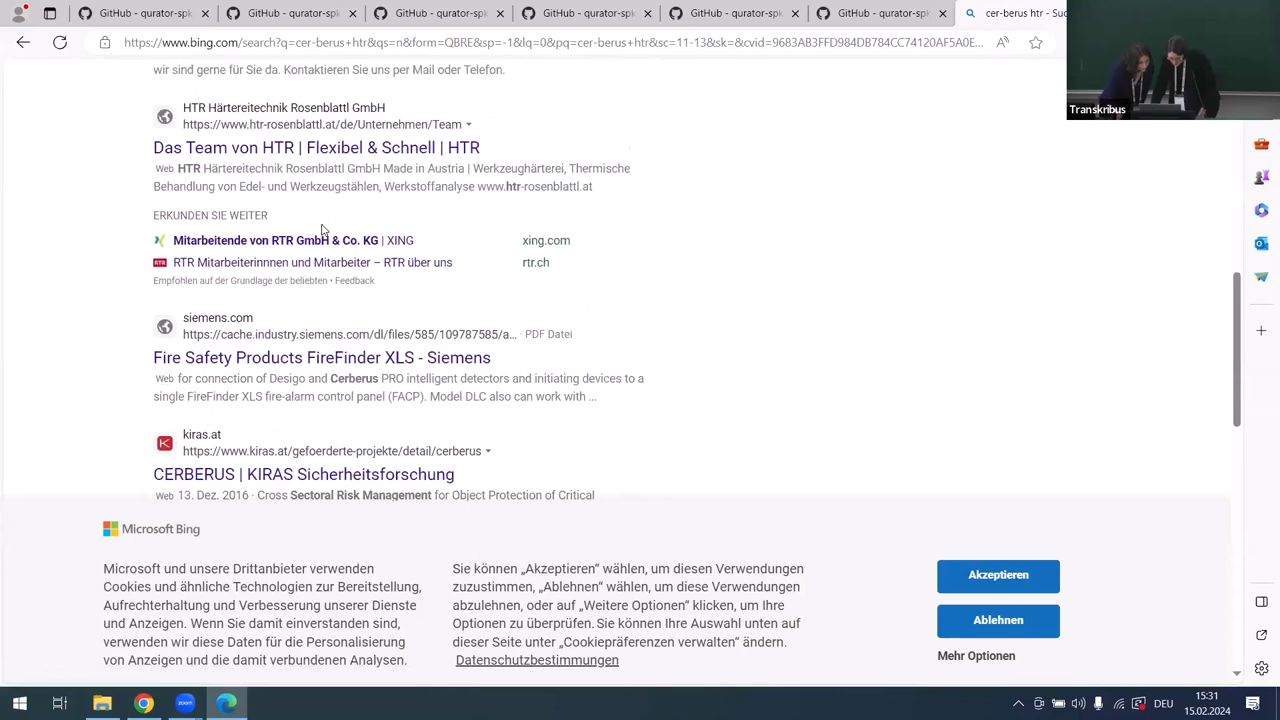 GitHub - spk
GitHub - qurator-spk
GitHub - qurator-spk
GitHub - qurator-spk
GitHub - qurator-spk
GitHub - qurator-spk
cer-berus htr - Suc
https://www.bing.com/search?q=cer-berus+htr&qs=n&form=QBRE&sp=-1&lq=0&pq=cer-berus+htr&sc=11-13&sk=&cvid=9683AB3FFD984DB784CC74120AF5A0E...
Transkribus
wir sind gerne für Sie da. Kontaktieren Sie uns per Mail oder Telefon.
HTR Härtereitechnik Rosenblattl GmbH
https://www.htr-rosenblattl.at/de/Unternehmen/Team
Das Team von HTR | Flexibel & Schnell | HTR
Web HTR Härtereitechnik Rosenblattl GmbH Made in Austria | Werkzeughärterei, Thermische
Behandlung von Edel- und Werkzeugstählen, Werkstoffanalyse www.htr-rosenblattl.at
ERKUNDEN SIE WEITER
Mitarbeitende von RTR GmbH & Co. KG | XING xing.com
RTR Mitarbeiterinnnen und Mitarbeiter – RTR über uns rtr.ch
Empfohlen auf der Grundlage der beliebten • Feedback
siemens.com
https://cache.industry.siemens.com/dl/files/585/109787585/a... · PDF Datei
Fire Safety Products FireFinder XLS - Siemens
Web for connection of Desigo and Cerberus PRO intelligent detectors and initiating devices to a
single FireFinder XLS fire-alarm control panel (FACP). Model DLC also can work with ...
kiras.at
https://www.kiras.at/gefoerderte-projekte/detail/cerberus
CERBERUS | KIRAS Sicherheitsforschung
Web 13. Dez. 2016 · Cross Sectoral Risk Management for Object Protection of Critical
Microsoft Bing
Microsoft und unsere Drittanbieter verwenden
Cookies und ähnliche Technologien zur Bereitstellung,
Aufrechterhaltung und Verbesserung unserer Dienste
und Anzeigen. Wenn Sie damit einverstanden sind,
verwenden wir diese Daten für die Personalisierung
von Anzeigen und die damit verbundenen Analysen.
Sie können „Akzeptieren” wählen, um diesen Verwendungen
zuzustimmen, „Ablehnen” wählen, um diese Verwendungen
abzulehnen, oder auf „Weitere Optionen” klicken, um Ihre
Optionen zu überprüfen. Sie können Ihre Auswahl unten auf
dieser Seite unter „Cookiepräferenzen verwalten” ändern.
Datenschutzbestimmungen
Akzeptieren
Ablehnen
Mehr Optionen
zoom
DEU
15:31
15.02.2024